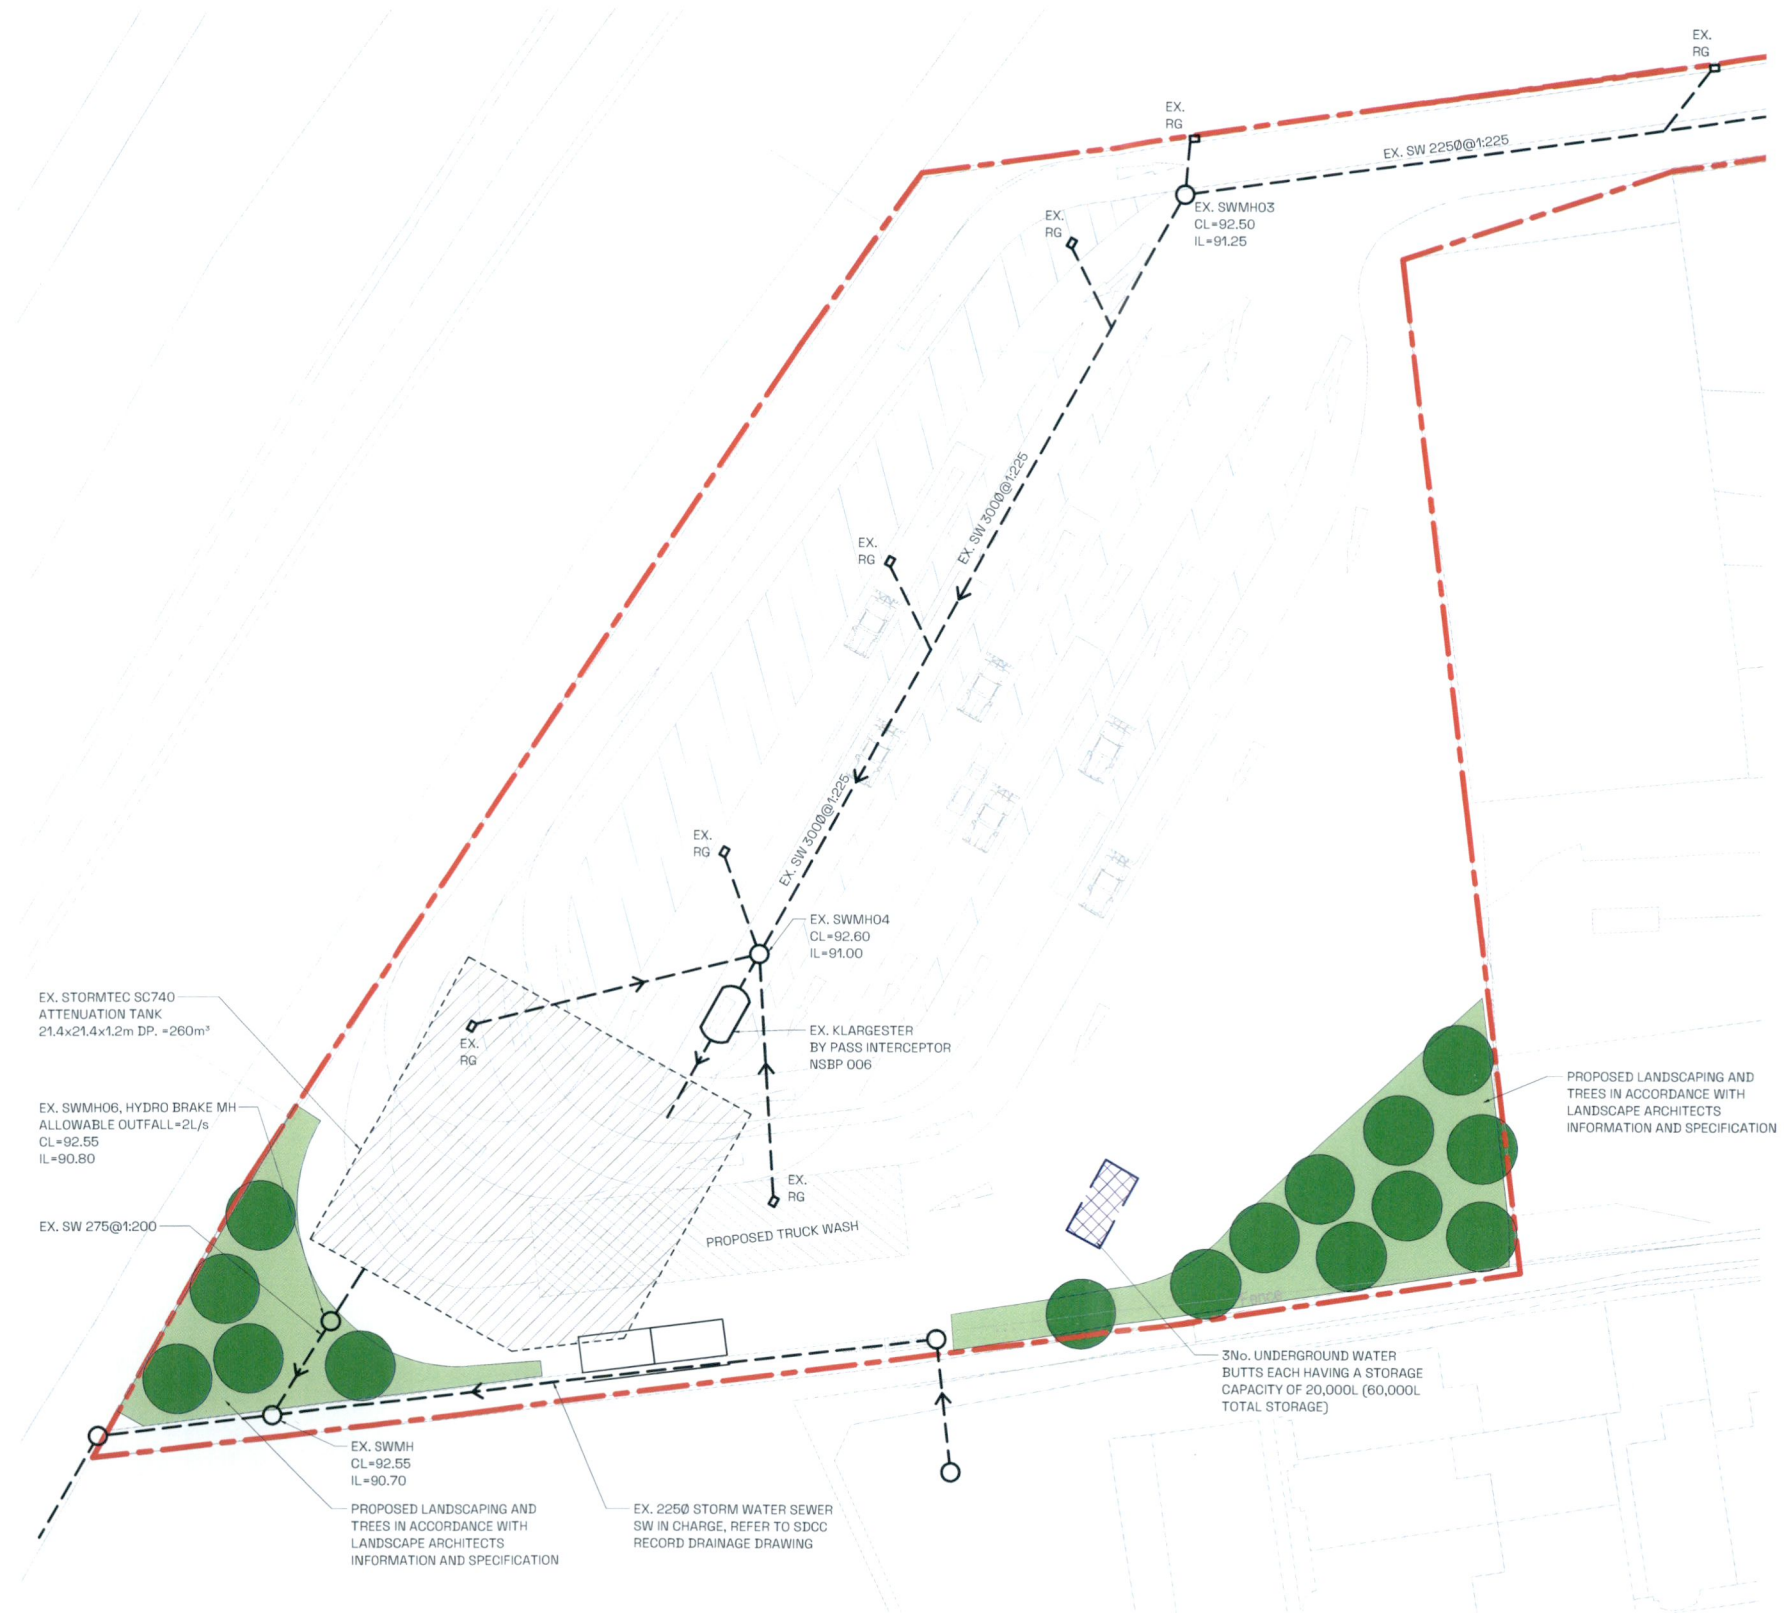 EX.
RG
EX.
RG
EX. SW 225Ø@1:225
EX. SWMH03
CL=92.50
IL=91.25
EX.
RG
EX. SW 300Ø@1:225
EX.
RG
EX. SW 300Ø@1:225
EX.
RG
EX. SWMH04
CL=92.60
IL=91.00
EX. STORMTEC SC740
ATTENUATION TANK
21.4x21.4x1.2m DP. =260m³
EX.
RG
EX. KLARGESTER
BY PASS INTERCEPTOR
NSBP 006
PROPOSED LANDSCAPING AND
TREES IN ACCORDANCE WITH
LANDSCAPE ARCHITECTS
INFORMATION AND SPECIFICATION
EX. SWMH06, HYDRO BRAKE MH
ALLOWABLE OUTFALL=2L/s
CL=92.55
IL=90.80
EX.
RG
EX. SW 275@1:200
PROPOSED TRUCK WASH
Fence
3No. UNDERGROUND WATER
BUTTS EACH HAVING A STORAGE
CAPACITY OF 20,000L (60,000L
TOTAL STORAGE)
EX. SWMH
CL=92.55
IL=90.70
PROPOSED LANDSCAPING AND
TREES IN ACCORDANCE WITH
LANDSCAPE ARCHITECTS
INFORMATION AND SPECIFICATION
EX. 225Ø STORM WATER SEWER
SW IN CHARGE, REFER TO SDCC
RECORD DRAINAGE DRAWING